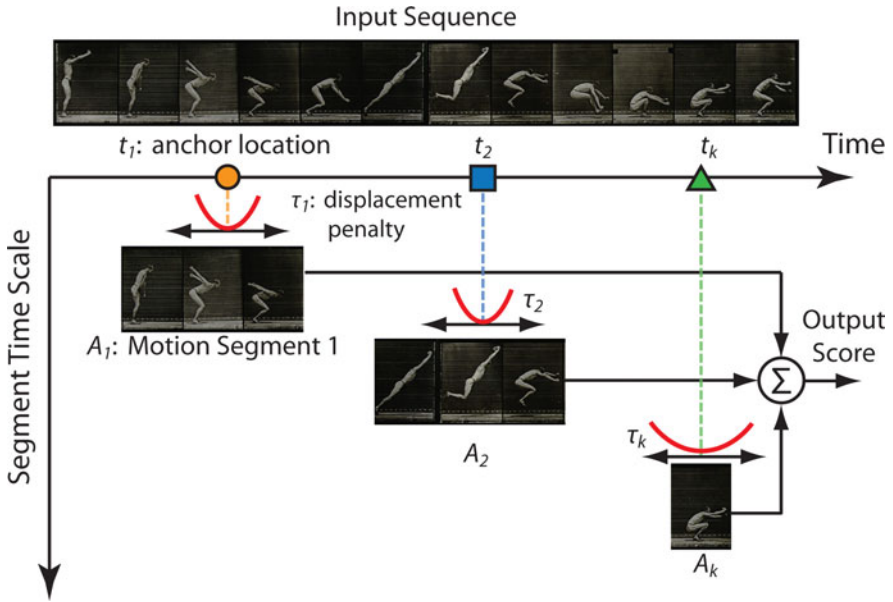 Input Sequence
t₁: anchor location
t₂
tₖ
Time
τ₁: displacement
penalty
Segment Time Scale
τ₂
A₁: Motion Segment 1
Output
Score
Σ
A₂
τₖ
Aₖ